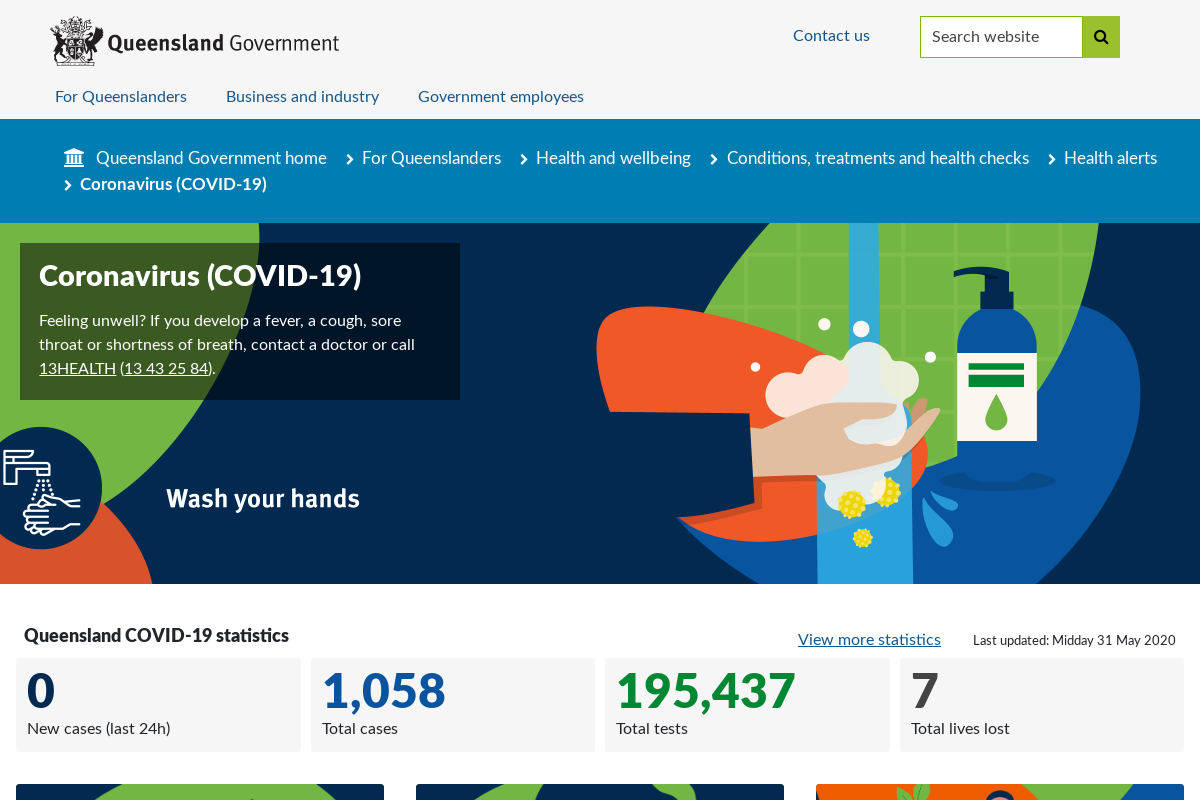 Queensland Government
Contact us
Search website
For Queenslanders
Business and industry
Government employees
Queensland Government home
For Queenslanders
Health and wellbeing
Conditions, treatments and health checks
Health alerts
Coronavirus (COVID-19)
Coronavirus (COVID-19)
Feeling unwell? If you develop a fever, a cough, sore
throat or shortness of breath, contact a doctor or call
13HEALTH (13 43 25 84).
Wash your hands
Queensland COVID-19 statistics
View more statistics
Last updated: Midday 31 May 2020
0
New cases (last 24h)
1,058
Total cases
195,437
Total tests
7
Total lives lost